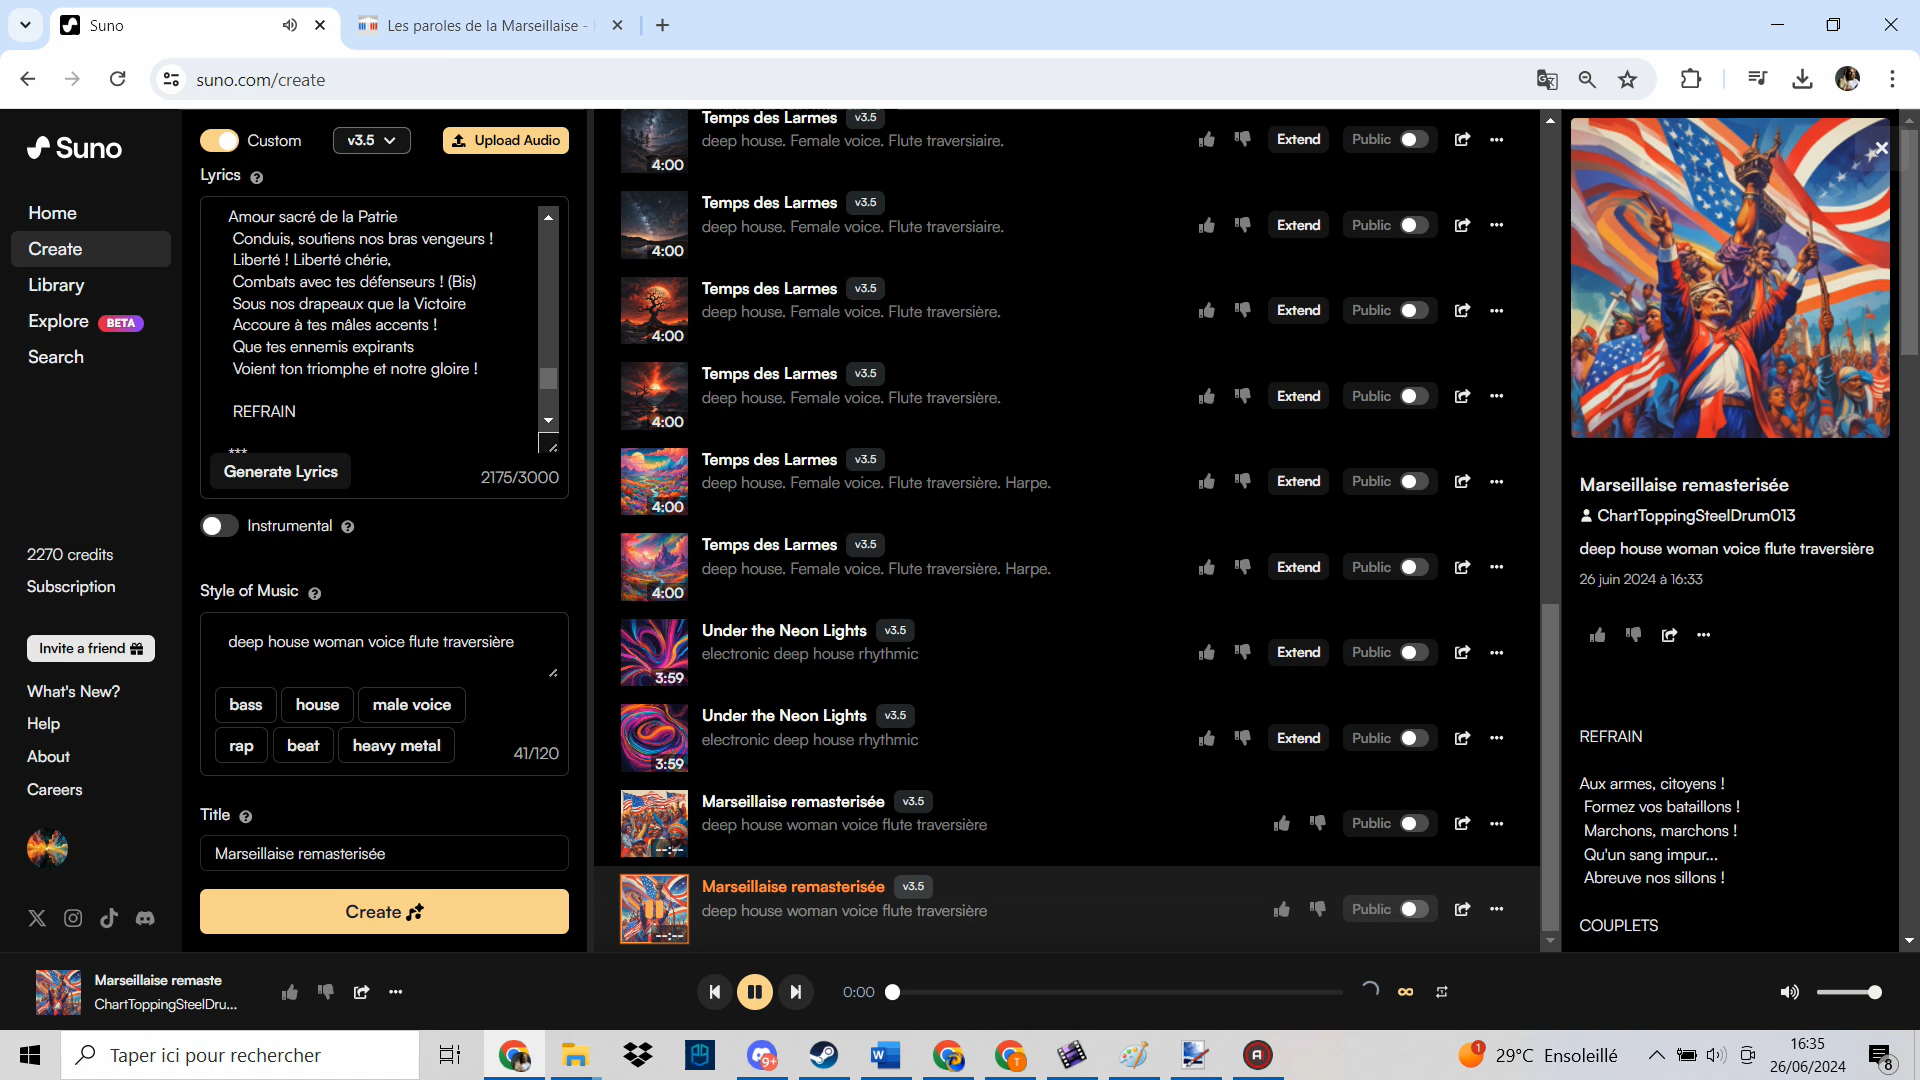 Suno
Les paroles de la Marseillaise -
suno.com/create
Suno
Home
Create
Library
Explore BETA
Search
2270 credits
Subscription
Invite a friend
What's New?
Help
About
Careers
Custom
v3.5
Upload Audio
Lyrics
Amour sacré de la Patrie
Conduis, soutiens nos bras vengeurs !
Liberté ! Liberté chérie,
Combats avec tes défenseurs ! (Bis)
Sous nos drapeaux que la Victoire
Accoure à tes mâles accents !
Que tes ennemis expirants
Voient ton triomphe et notre gloire !
REFRAIN
***
Generate Lyrics
2175/3000
Instrumental
Style of Music
deep house woman voice flute traversière
bass house male voice
rap beat heavy metal
41/120
Title
Marseillaise remasterisée
Create
Temps des Larmes v3.5
deep house. Female voice. Flute traversiaire.
4:00
Extend Public
Temps des Larmes v3.5
deep house. Female voice. Flute traversiaire.
4:00
Extend Public
Temps des Larmes v3.5
deep house. Female voice. Flute traversière.
4:00
Extend Public
Temps des Larmes v3.5
deep house. Female voice. Flute traversière.
4:00
Extend Public
Temps des Larmes v3.5
deep house. Female voice. Flute traversière. Harpe.
4:00
Extend Public
Temps des Larmes v3.5
deep house. Female voice. Flute traversière. Harpe.
4:00
Extend Public
Under the Neon Lights v3.5
electronic deep house rhythmic
3:59
Extend Public
Under the Neon Lights v3.5
electronic deep house rhythmic
3:59
Extend Public
Marseillaise remasterisée v3.5
deep house woman voice flute traversière
--:--
Public
Marseillaise remasterisée v3.5
deep house woman voice flute traversière
--:--
Public
Marseillaise remasterisée
ChartToppingSteelDrum013
deep house woman voice flute traversière
26 juin 2024 à 16:33
REFRAIN
Aux armes, citoyens !
Formez vos bataillons !
Marchons, marchons !
Qu'un sang impur...
Abreuve nos sillons !
COUPLETS
Marseillaise remaste
ChartToppingSteelDru...
0:00
Taper ici pour rechercher
9+
1
29°C Ensoleillé
16:35
26/06/2024
8